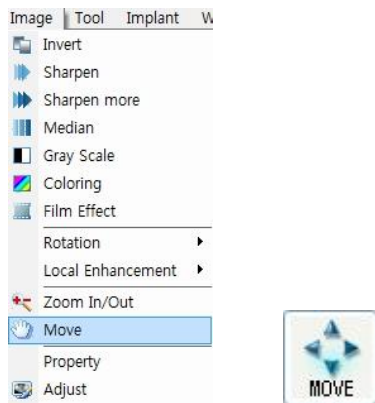 Image Tool Implant W
Invert
Sharpen
Sharpen more
Median
Gray Scale
Coloring
Film Effect
Rotation
Local Enhancement
Zoom In/Out
Move
Property
Adjust
MOVE